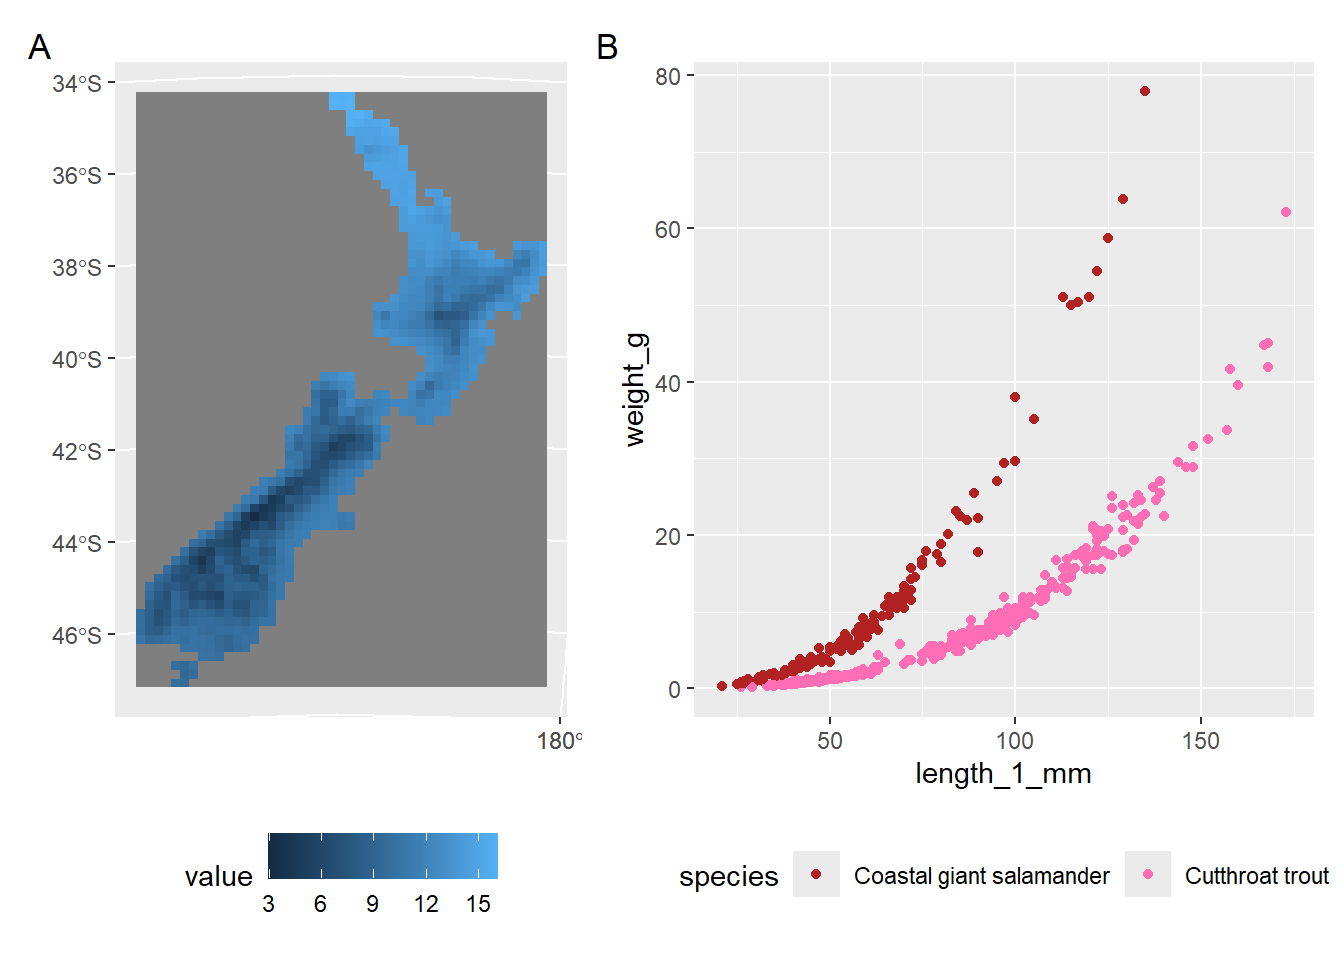 A
34°S
36°S
38°S
40°S
42°S
44°S
46°S
180°
value
3 6 9 12 15
B
80
60
40
20
0
weight_g
50 100 150
length_1_mm
species Coastal giant salamander Cutthroat trout